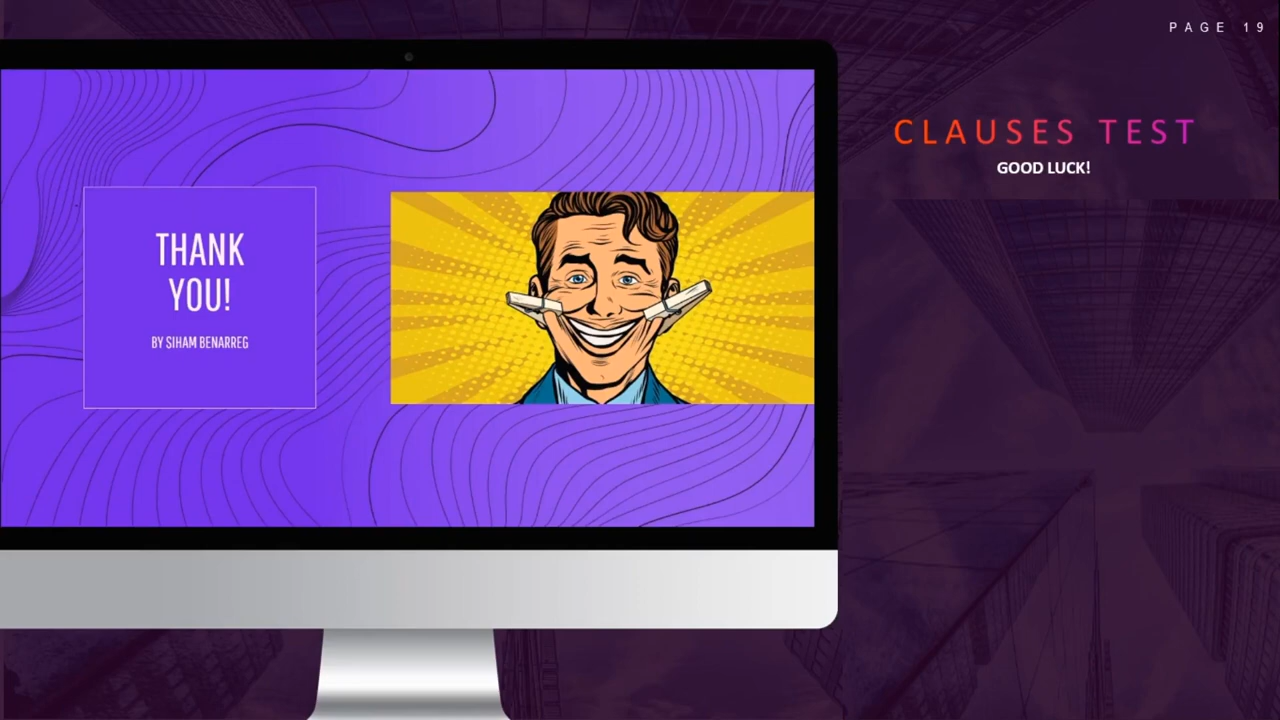 PAGE 19
CLAUSES TEST
GOOD LUCK!
THANK
YOU!
BY SIHAM BENARREG